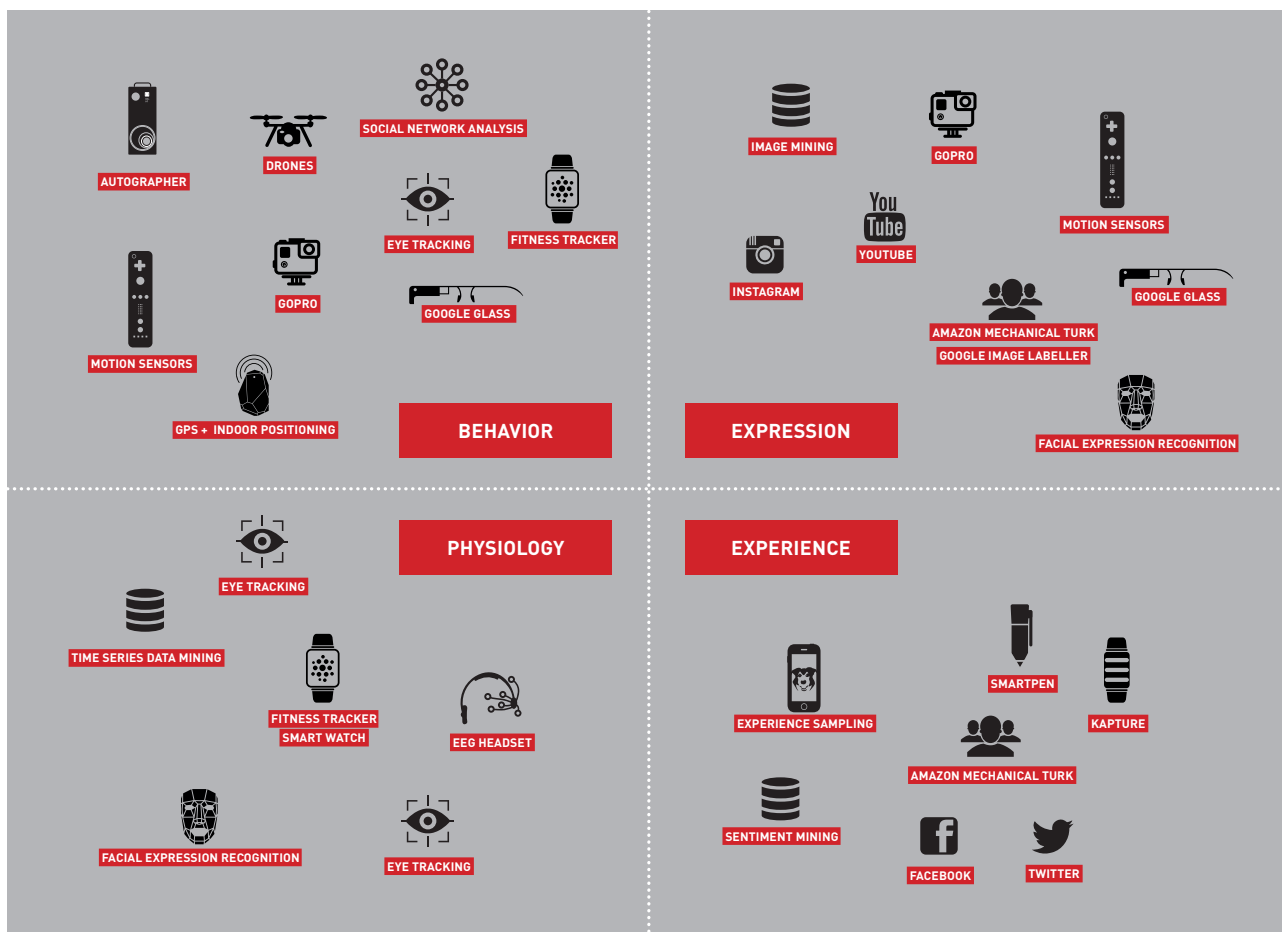 SOCIAL NETWORK ANALYSIS
DRONES
AUTOGRAPHER
EYE TRACKING
FITNESS TRACKER
GOPRO
GOOGLE GLASS
MOTION SENSORS
GPS + INDOOR POSITIONING
BEHAVIOR
IMAGE MINING
GOPRO
MOTION SENSORS
You
Tube
YOUTUBE
INSTAGRAM
GOOGLE GLASS
AMAZON MECHANICAL TURK
GOOGLE IMAGE LABELLER
FACIAL EXPRESSION RECOGNITION
EXPRESSION
PHYSIOLOGY
EYE TRACKING
TIME SERIES DATA MINING
FITNESS TRACKER
SMART WATCH
EEG HEADSET
FACIAL EXPRESSION RECOGNITION
EYE TRACKING
EXPERIENCE
SMARTPEN
EXPERIENCE SAMPLING
KAPTURE
AMAZON MECHANICAL TURK
SENTIMENT MINING
f
FACEBOOK
TWITTER